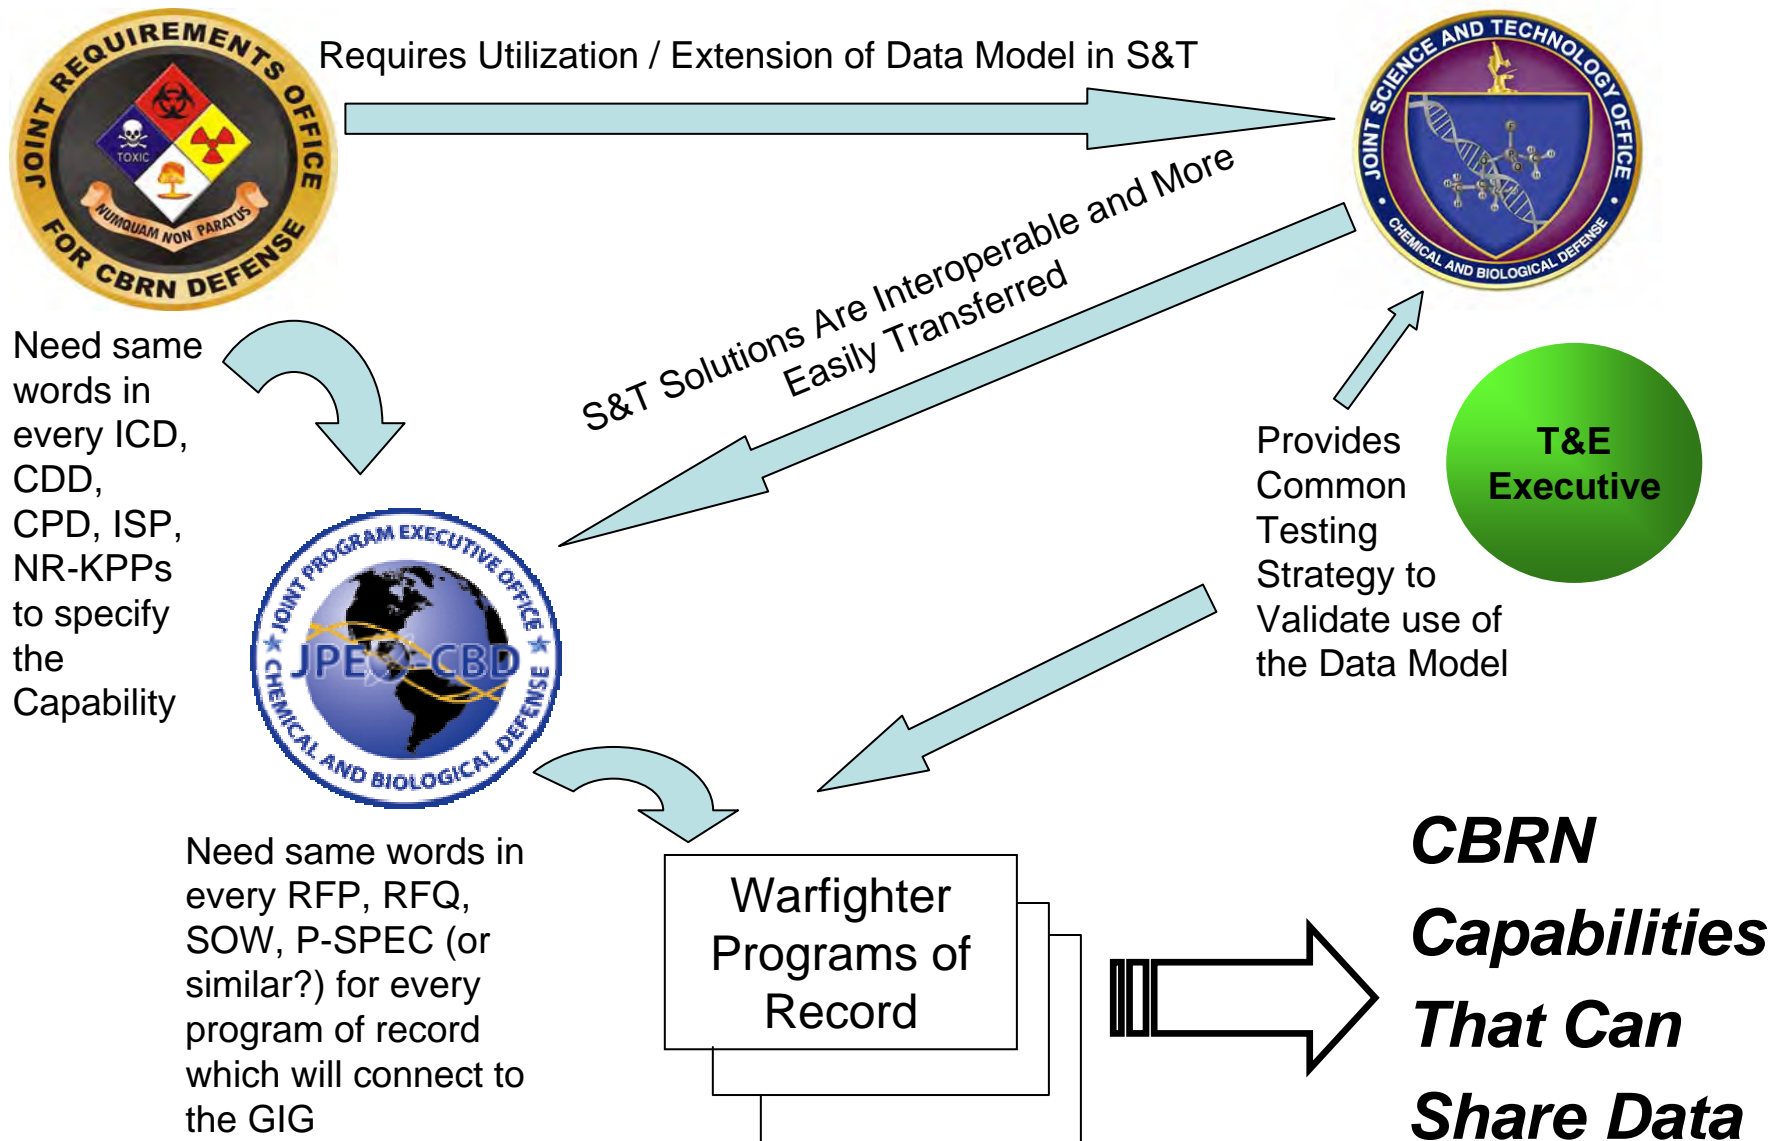 JOINT REQUIREMENTS OFFICE
FOR CBRN DEFENSE
TOXIC
NUMQUAM NON PARATUS
Requires Utilization / Extension of Data Model in S&T
JOINT SCIENCE AND TECHNOLOGY OFFICE
CHEMICAL AND BIOLOGICAL DEFENSE
S&T Solutions Are Interoperable and More
Easily Transferred
Need same
words in
every ICD,
CDD,
CPD, ISP,
NR-KPPs
to specify
the
Capability
JOINT PROGRAM EXECUTIVE OFFICE
JPEO-CBD
CHEMICAL AND BIOLOGICAL DEFENSE
Provides
Common
Testing
Strategy to
Validate use of
the Data Model
T&E
Executive
Need same words in
every RFP, RFQ,
SOW, P-SPEC (or
similar?) for every
program of record
which will connect to
the GIG
Warfighter
Programs of
Record
CBRN
Capabilities
That Can
Share Data